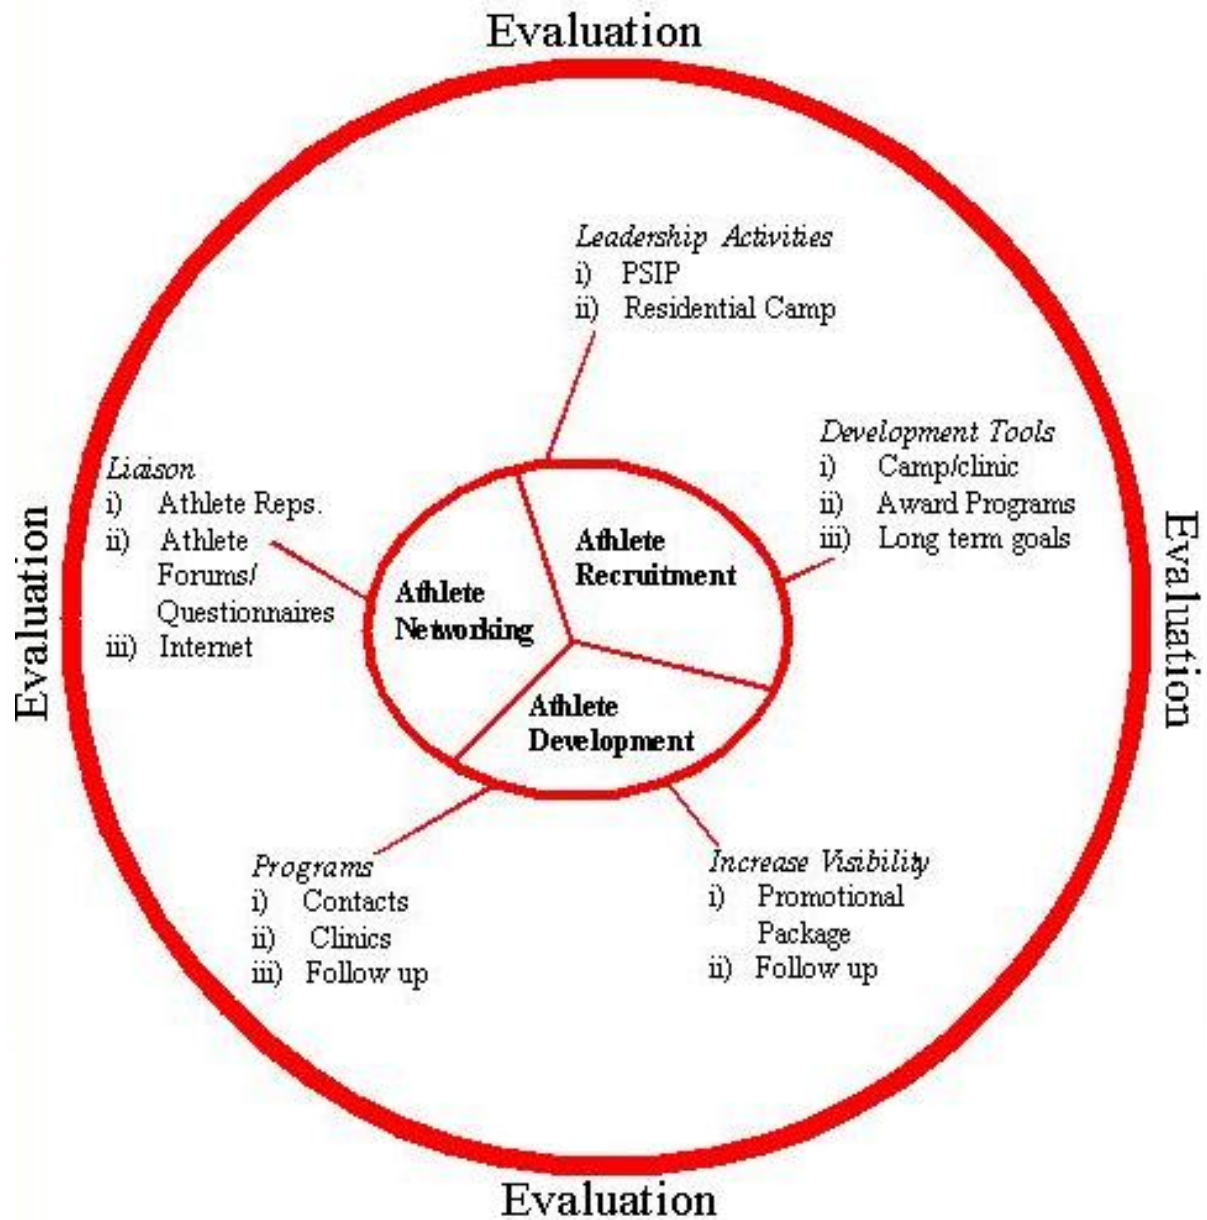 Evaluation
Leadership Activities
i) PSIP
ii) Residential Camp
Development Tools
i) Camp/clinic
ii) Award Programs
iii) Long term goals
Liaison
i) Athlete Reps.
ii) Athlete
Forums/
Questionnaires
iii) Internet
Evaluation
Evaluation
Athlete
Recruitment
Athlete
Networking
Athlete
Development
Programs
i) Contacts
ii) Clinics
iii) Follow up
Increase Visibility
i) Promotional
Package
ii) Follow up
Evaluation